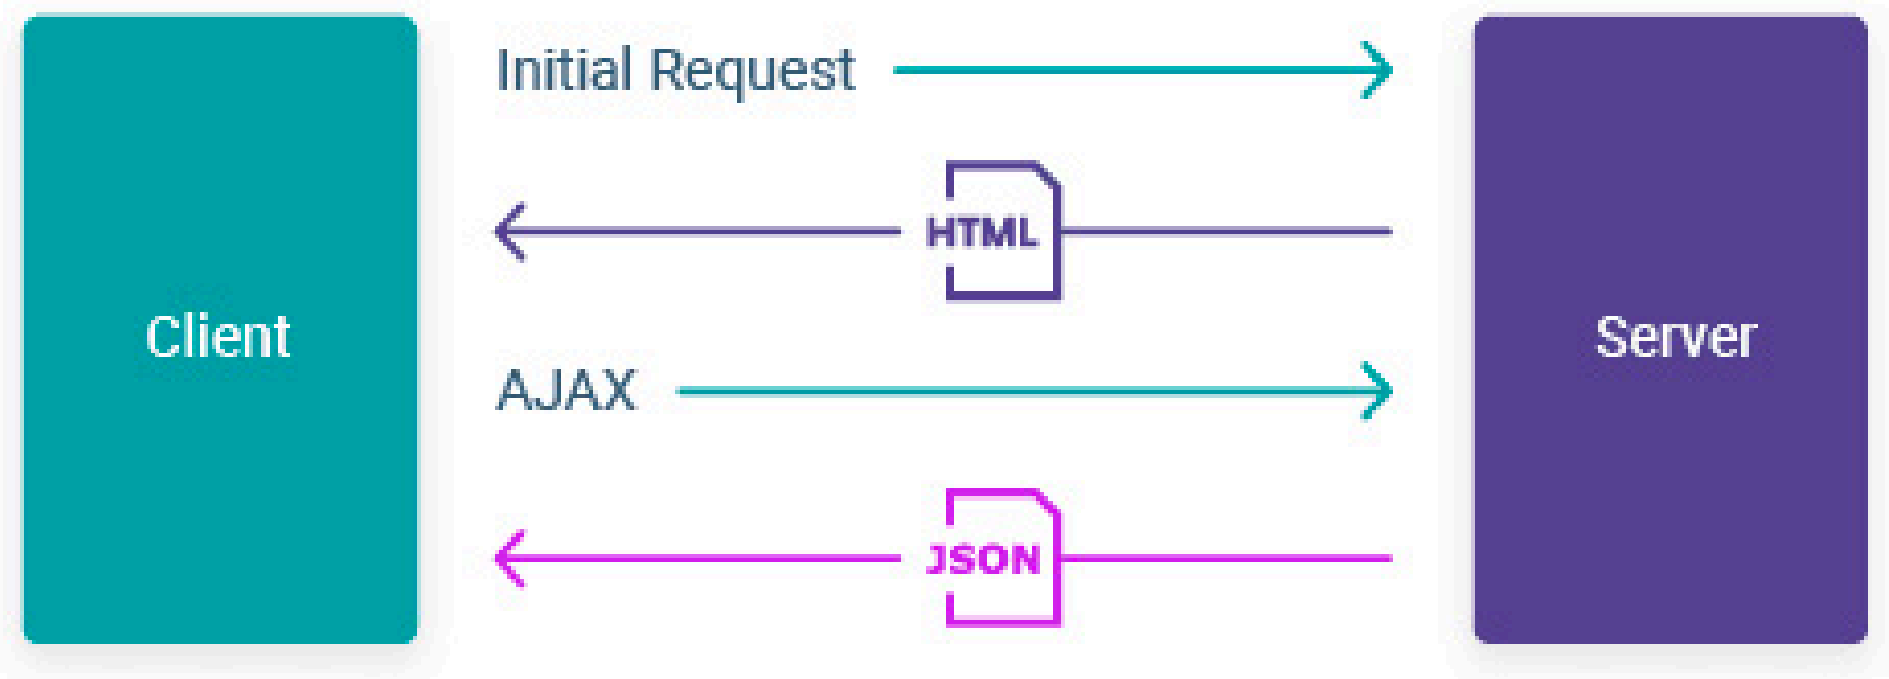 Initial Request
HTML
Client
Server
AJAX
JSON